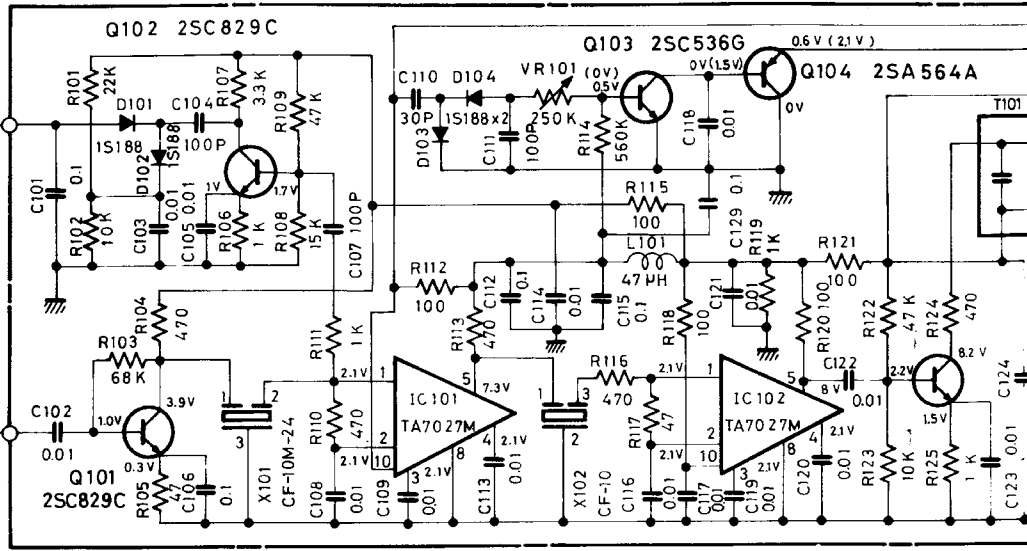 Q102 2SC829C
Q103 2SC536G
0.6V (2,1V)
Q104 2SA564A
0V(1.5V)
(0V)
0.5V
0V
R101
22K
R107
3.3K
R109
47K
C110
30P
D104
1S188x2
VR101
250K
D101
1S188
C104
100P
D102
1S188
D103
C111
100P
R114
560K
C118
0.01
T101
C101
0.1
R102
10K
C103
0.01
C105
0.01
1V
R106
1K
1.7V
R108
15K
C107 100P
R115
100
0.1
C129
R119
1K
L101
47μH
R121
100
R112
100
C112
0.1
C114
0.01
C115
0.1
C121
0.01
R118
100
R120 100
R122
47K
R124
470
R104
470
R103
68K
R111
1K
R113
470
R116
470
2.1V
1
IC101
TA7027M
5
7.3V
2.1V
1
IC102
TA7027M
5
8V
C122
0.01
2.2V
8.2V
C124
C102
0.01
1.0V
3.9V
0.3V
Q101
2SC829C
R105
47
C106
0.1
1
2
3
X101
CF-10M-24
R110
470
2
2.1V
10
C108
0.01
C109
3
0.01
2.1V
8
4
2.1V
C113
0.01
1
3
2
X102
CF-10
R117
47
2
2.1V
10
C116
0.01
C117
0.01
C119
3
0.01
2.1V
8
4
2.1V
C120
0.01
R123
10K
1.5V
R125
1K
C123
0.01